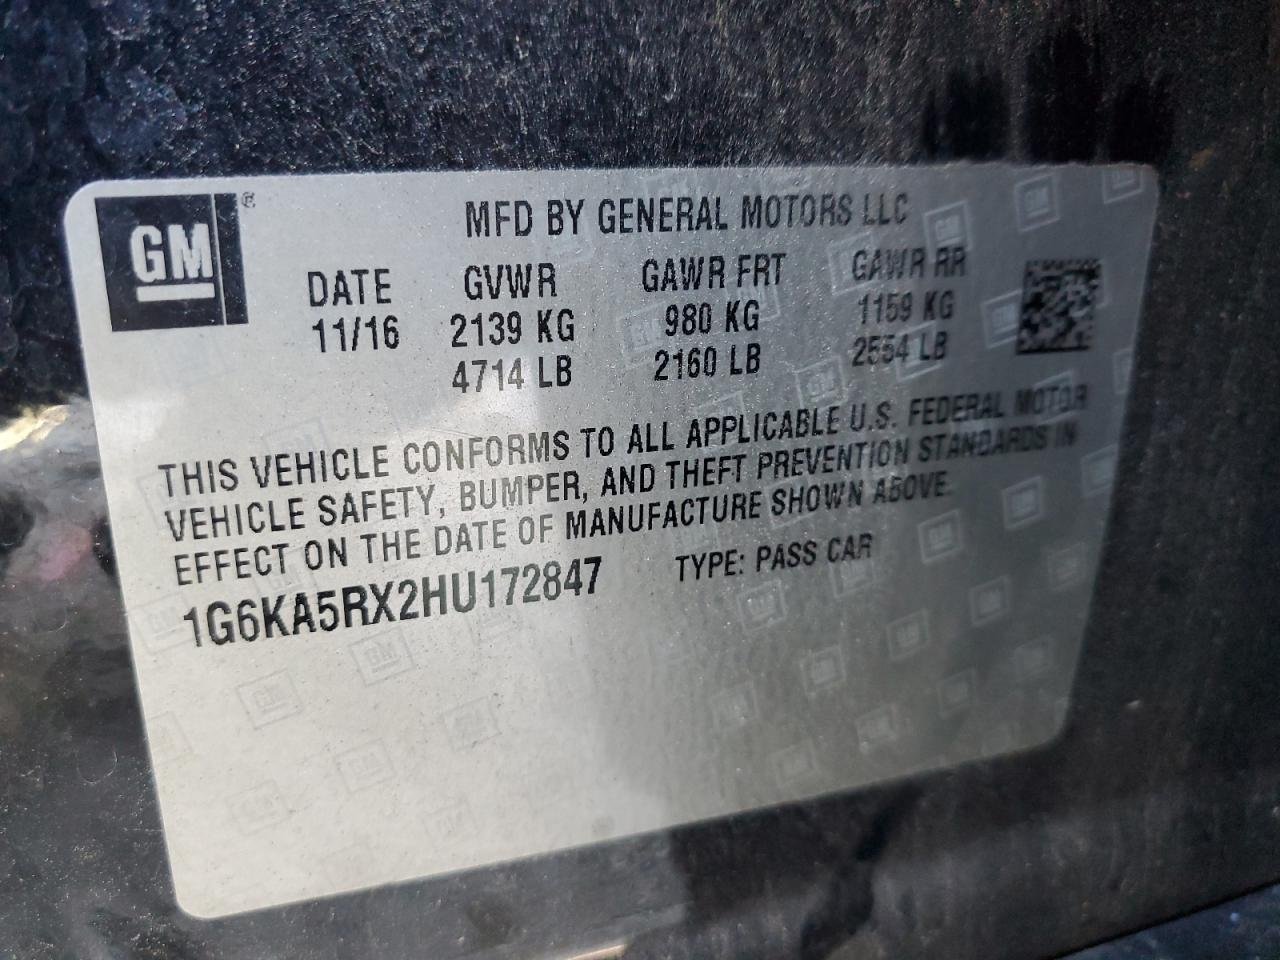 GM ®
MFD BY GENERAL MOTORS LLC
DATE GVWR GAWR FRT GAWR RR
11/16 2139 KG 980 KG 1159 KG
4714 LB 2160 LB 2554 LB
THIS VEHICLE CONFORMS TO ALL APPLICABLE U.S. FEDERAL MOTOR
VEHICLE SAFETY, BUMPER, AND THEFT PREVENTION STANDARDS IN
EFFECT ON THE DATE OF MANUFACTURE SHOWN ABOVE.
1G6KA5RX2HU172847 TYPE: PASS CAR